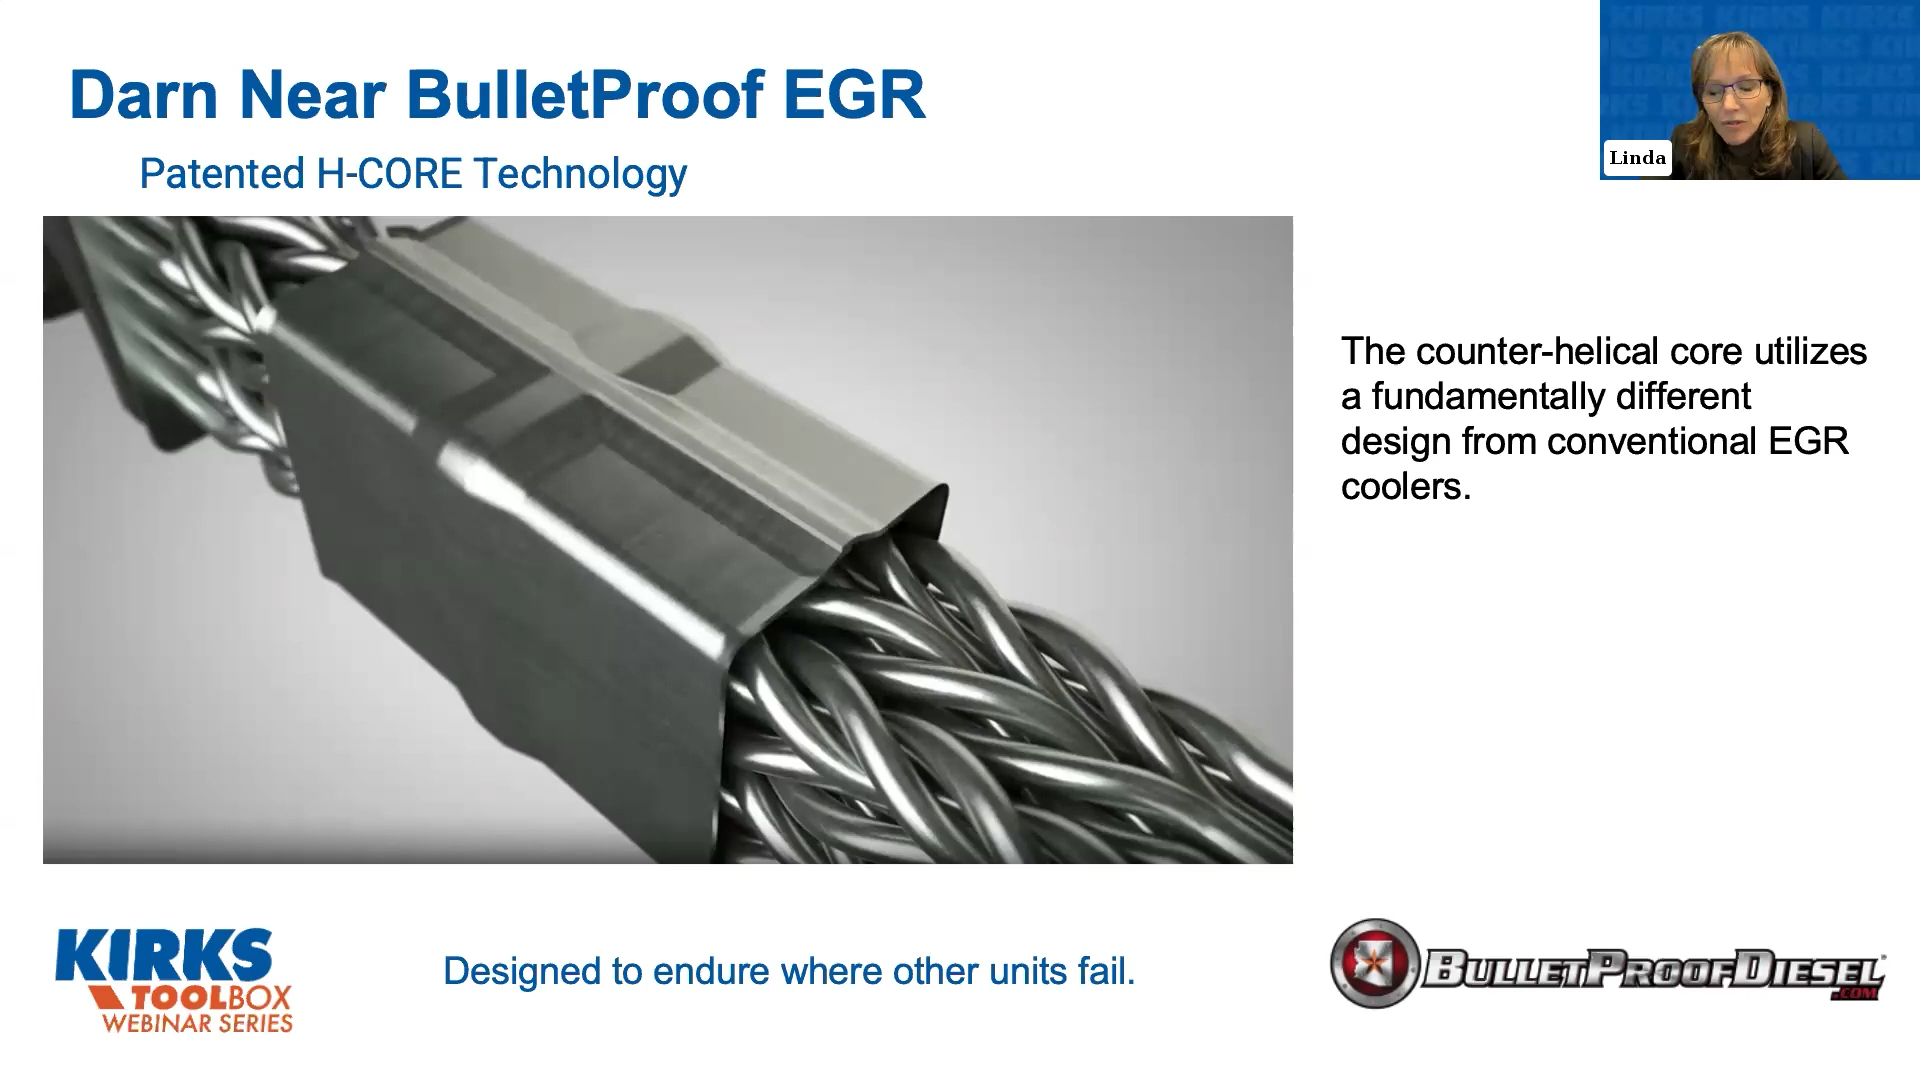 Darn Near BulletProof EGR
Patented H-CORE Technology
Linda
The counter-helical core utilizes
a fundamentally different
design from conventional EGR
coolers.
KIRKS
TOOLBOX
WEBINAR SERIES
Designed to endure where other units fail.
BULLETPROOFDIESEL
.COM